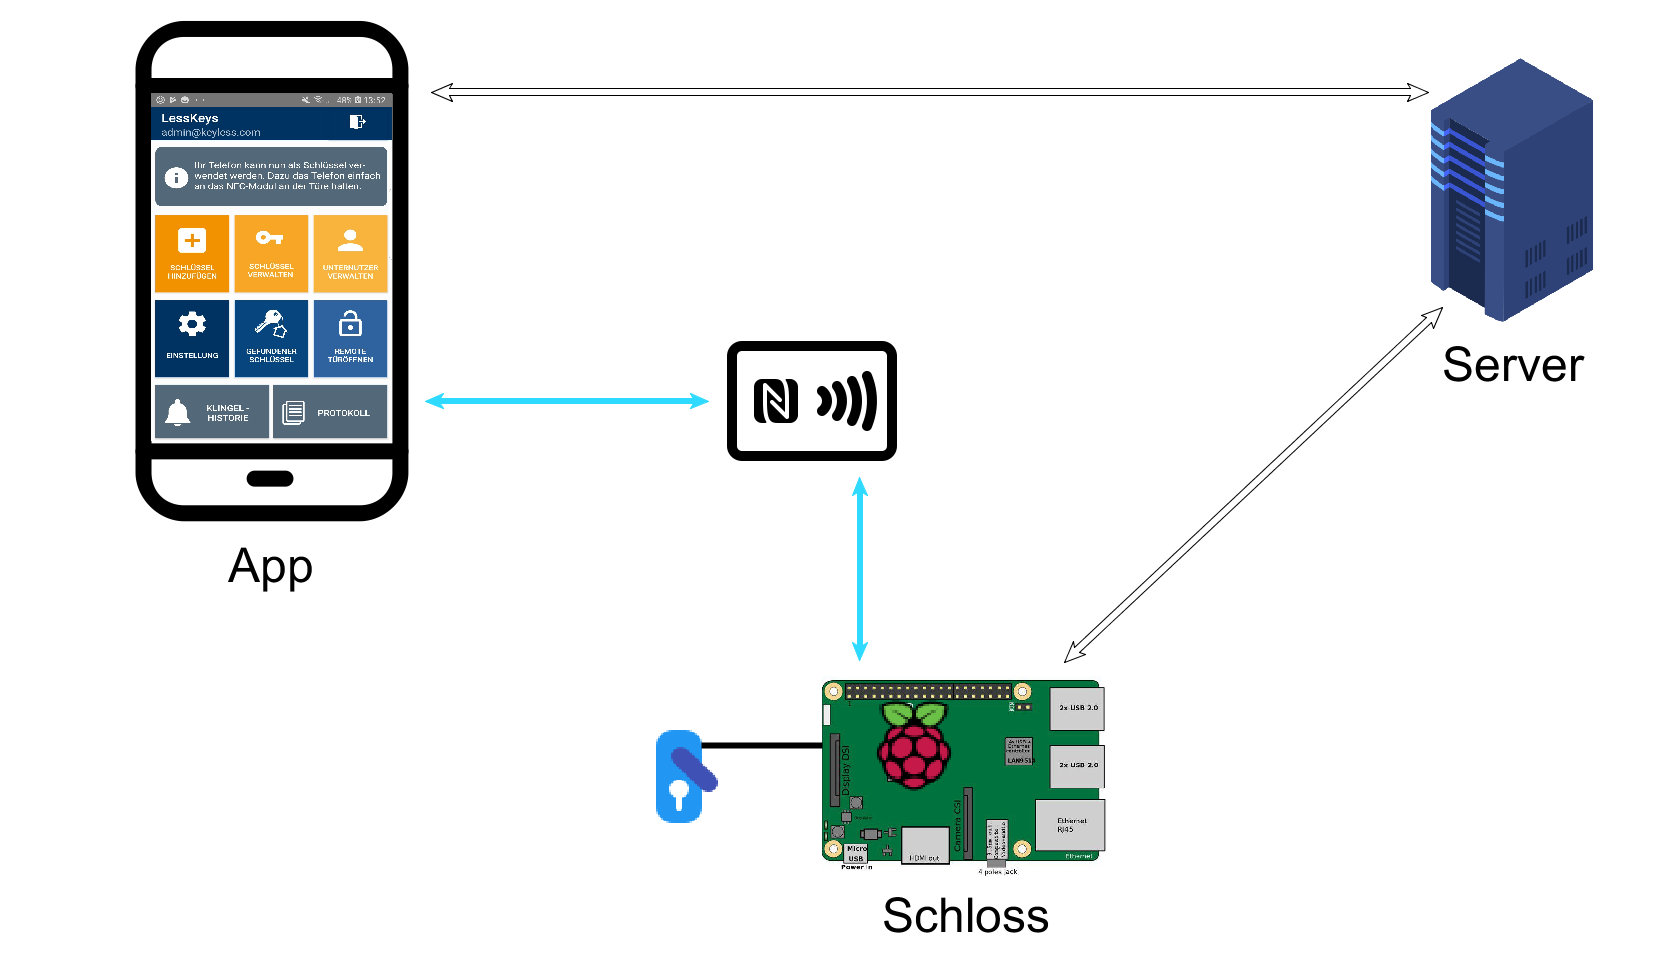 48% 13:52
LessKeys
admin@keyless.com
Ihr Telefon kann nun als Schlüssel ver-
wendet werden. Dazu das Telefon einfach
an das NFC-Modul an der Türe halten.
SCHLÜSSEL
HINZUFÜGEN
SCHLÜSSEL
VERWALTEN
UNTERNUTZER
VERWALTEN
EINSTELLUNG
GEFUNDENER
SCHLÜSSEL
REMOTE
TÜRÖFFNEN
KLINGEL-
HISTORIE
PROTOKOLL
App
Server
2x USB 2.0
LAN9514
2x USB 2.0
Display DSI
Camera CSI
Ethernet
RJ45
Ethernet
Micro
USB
Power in
HDMI out
4 poles jack
Schloss